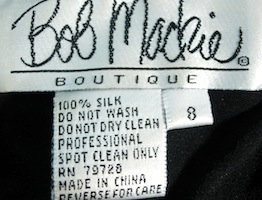 Bob Mackie®
BOUTIQUE
100% SILK
DO NOT WASH
DO NOT DRY CLEAN
PROFESSIONAL
SPOT CLEAN ONLY
RN 79728
MADE IN CHINA
REVERSE FOR CARE
8